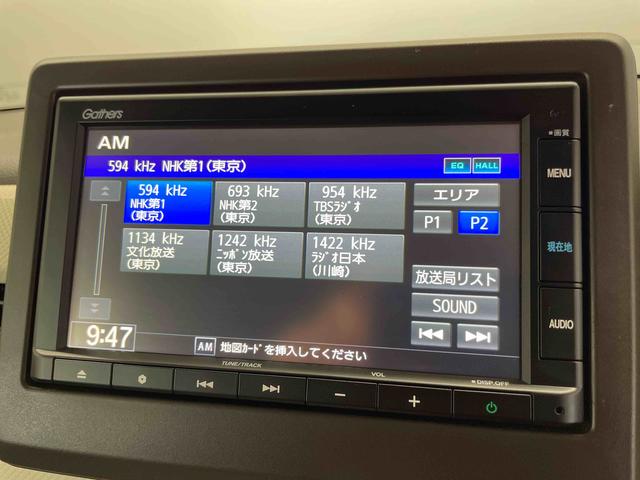 Gathers
AM
594 kHz NHK第1(東京)
EQ HALL
594 kHz
NHK第1
(東京)
693 kHz
NHK第2
(東京)
954 kHz
TBSﾗｼﾞｵ
(東京)
1134 kHz
文化放送
(東京)
1242 kHz
ﾆｯﾎﾟﾝ放送
(東京)
1422 kHz
ﾗｼﾞｵ日本
(川崎)
エリア
P1 P2
放送局リスト
SOUND
9:47
AM 地図ｶｰﾄﾞを挿入してください
画質
MENU
現在地
AUDIO
TUNE/TRACK
VOL
DISP.OFF